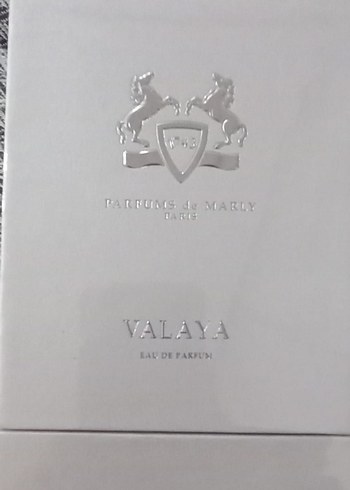 PARFUMS de MARLY
PARIS
VALAYA
EAU DE PARFUM